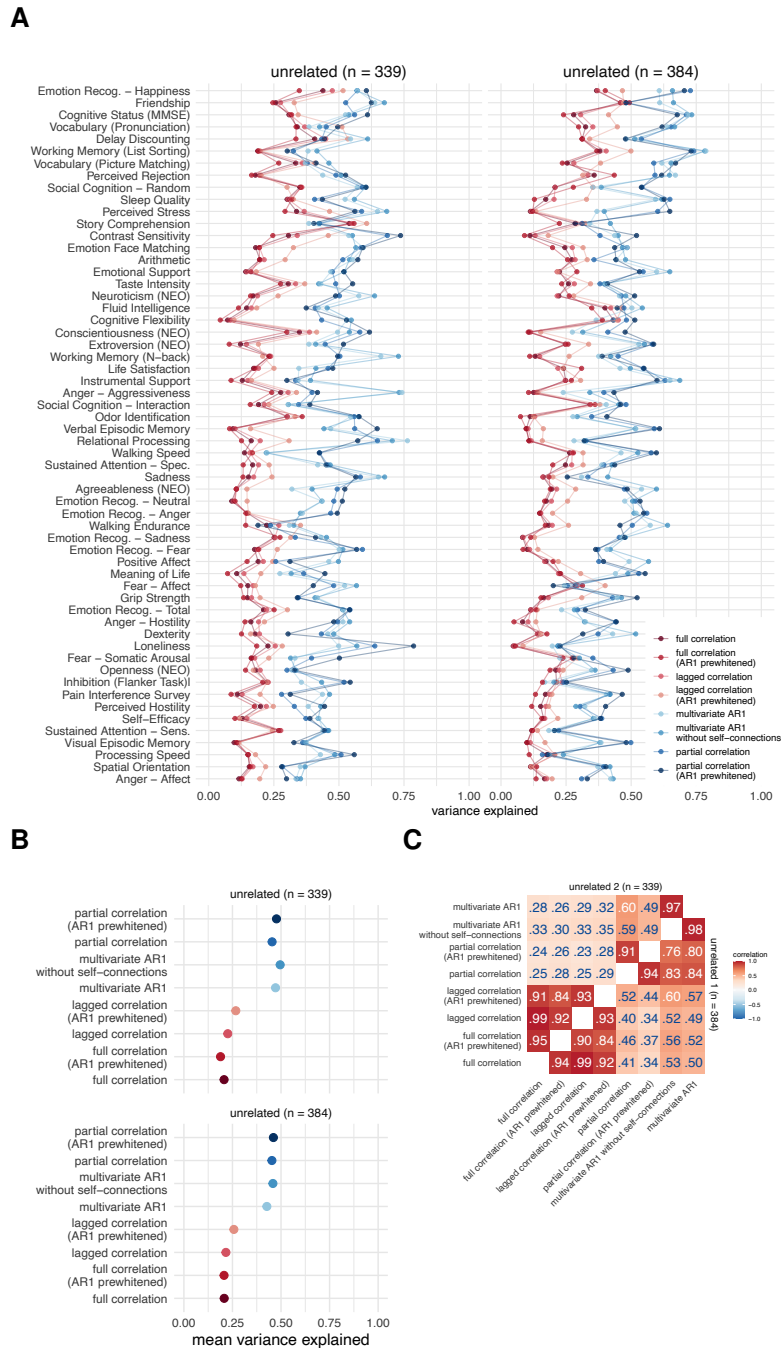 A
unrelated (n = 339)
unrelated (n = 384)
Emotion Recog. − Happiness
Friendship
Cognitive Status (MMSE)
Vocabulary (Pronunciation)
Delay Discounting
Working Memory (List Sorting)
Vocabulary (Picture Matching)
Perceived Rejection
Social Cognition − Random
Sleep Quality
Perceived Stress
Story Comprehension
Contrast Sensitivity
Emotion Face Matching
Arithmetic
Emotional Support
Taste Intensity
Neuroticism (NEO)
Fluid Intelligence
Cognitive Flexibility
Conscientiousness (NEO)
Extroversion (NEO)
Working Memory (N−back)
Life Satisfaction
Instrumental Support
Anger − Aggressiveness
Social Cognition − Interaction
Odor Identification
Verbal Episodic Memory
Relational Processing
Walking Speed
Sustained Attention − Spec.
Sadness
Agreeableness (NEO)
Emotion Recog. − Neutral
Emotion Recog. − Anger
Walking Endurance
Emotion Recog. − Sadness
Emotion Recog. − Fear
Positive Affect
Meaning of Life
Fear − Affect
Grip Strength
Emotion Recog. − Total
Anger − Hostility
Dexterity
Loneliness
Fear − Somatic Arousal
Openness (NEO)
Inhibition (Flanker Task)l
Pain Interference Survey
Perceived Hostility
Self−Efficacy
Sustained Attention − Sens.
Visual Episodic Memory
Processing Speed
Spatial Orientation
Anger − Affect
full correlation
full correlation
(AR1 prewhitened)
lagged correlation
lagged correlation
(AR1 prewhitened)
multivariate AR1
multivariate AR1
without self−connections
partial correlation
partial correlation
(AR1 prewhitened)
0.00 0.25 0.50 0.75 1.00 0.00 0.25 0.50 0.75 1.00
variance explained
B
unrelated (n = 339)
partial correlation
(AR1 prewhitened)
partial correlation
multivariate AR1
without self−connections
multivariate AR1
lagged correlation
(AR1 prewhitened)
lagged correlation
full correlation
(AR1 prewhitened)
full correlation
unrelated (n = 384)
partial correlation
(AR1 prewhitened)
partial correlation
multivariate AR1
without self−connections
multivariate AR1
lagged correlation
(AR1 prewhitened)
lagged correlation
full correlation
(AR1 prewhitened)
full correlation
0.00 0.25 0.50 0.75 1.00
mean variance explained
C
unrelated 2 (n = 339)
multivariate AR1
.28 .33 .29 .32 .60 .49 .97
multivariate AR1
without self−connections
.33 .30 .33 .35 .59 .49 .98
partial correlation
(AR1 prewhitened)
.24 .26 .23 .28 .91 .76 .80
partial correlation
.25 .28 .25 .29 .94 .83 .84
lagged correlation
(AR1 prewhitened)
.91 .84 .93 .52 .44 .60 .57
lagged correlation
.99 .92 .93 .40 .34 .52 .49
full correlation
(AR1 prewhitened)
.95 .90 .84 .46 .37 .56 .52
full correlation
.94 .99 .92 .41 .34 .53 .50
unrelated 1 (n = 384)
correlation
1.0
0.0
−1.0
full correlation
full correlation (AR1 prewhitened)
lagged correlation
lagged correlation (AR1 prewhitened)
partial correlation
partial correlation (AR1 prewhitened)
multivariate AR1 without self−connections
multivariate AR1